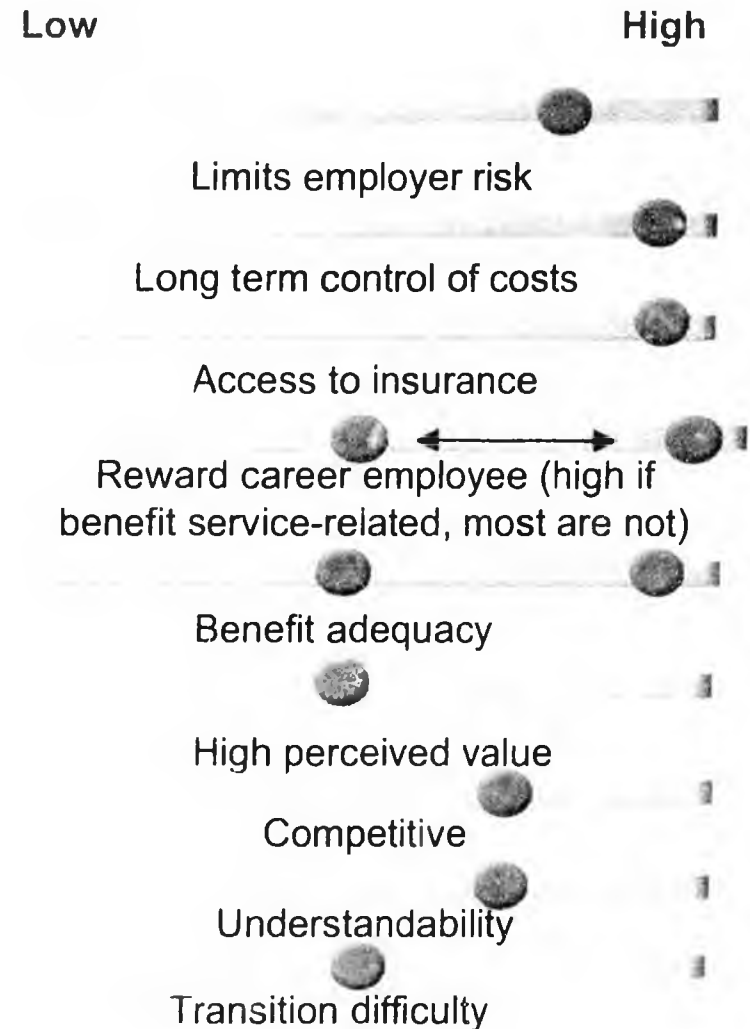 Low High
Limits employer risk
Long term control of costs
Access to insurance
Reward career employee (high if
benefit service-related, most are not)
Benefit adequacy
High perceived value
Competitive
Understandability
Transition difficulty